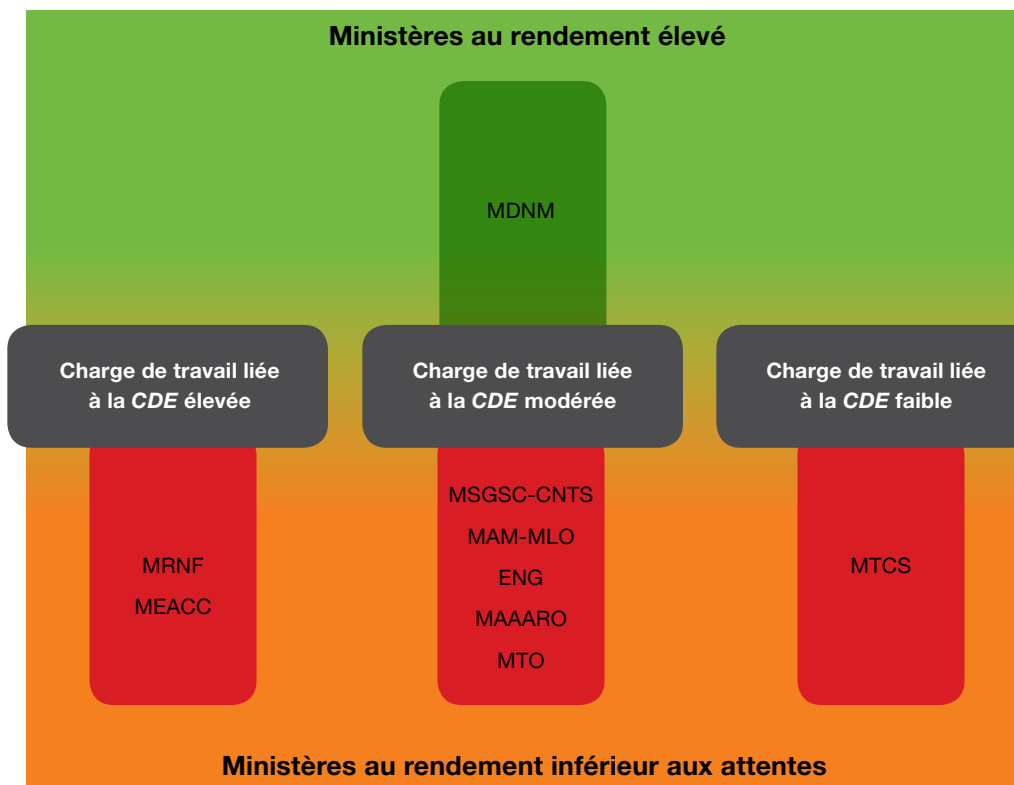 Ministères au rendement élevé
MDNM
Charge de travail liée
à la CDE élevée
Charge de travail liée
à la CDE modérée
Charge de travail liée
à la CDE faible
MRNF
MEACC
MSGSC-CNTS
MAM-MLO
ENG
MAAARO
MTO
MTCS
Ministères au rendement inférieur aux attentes